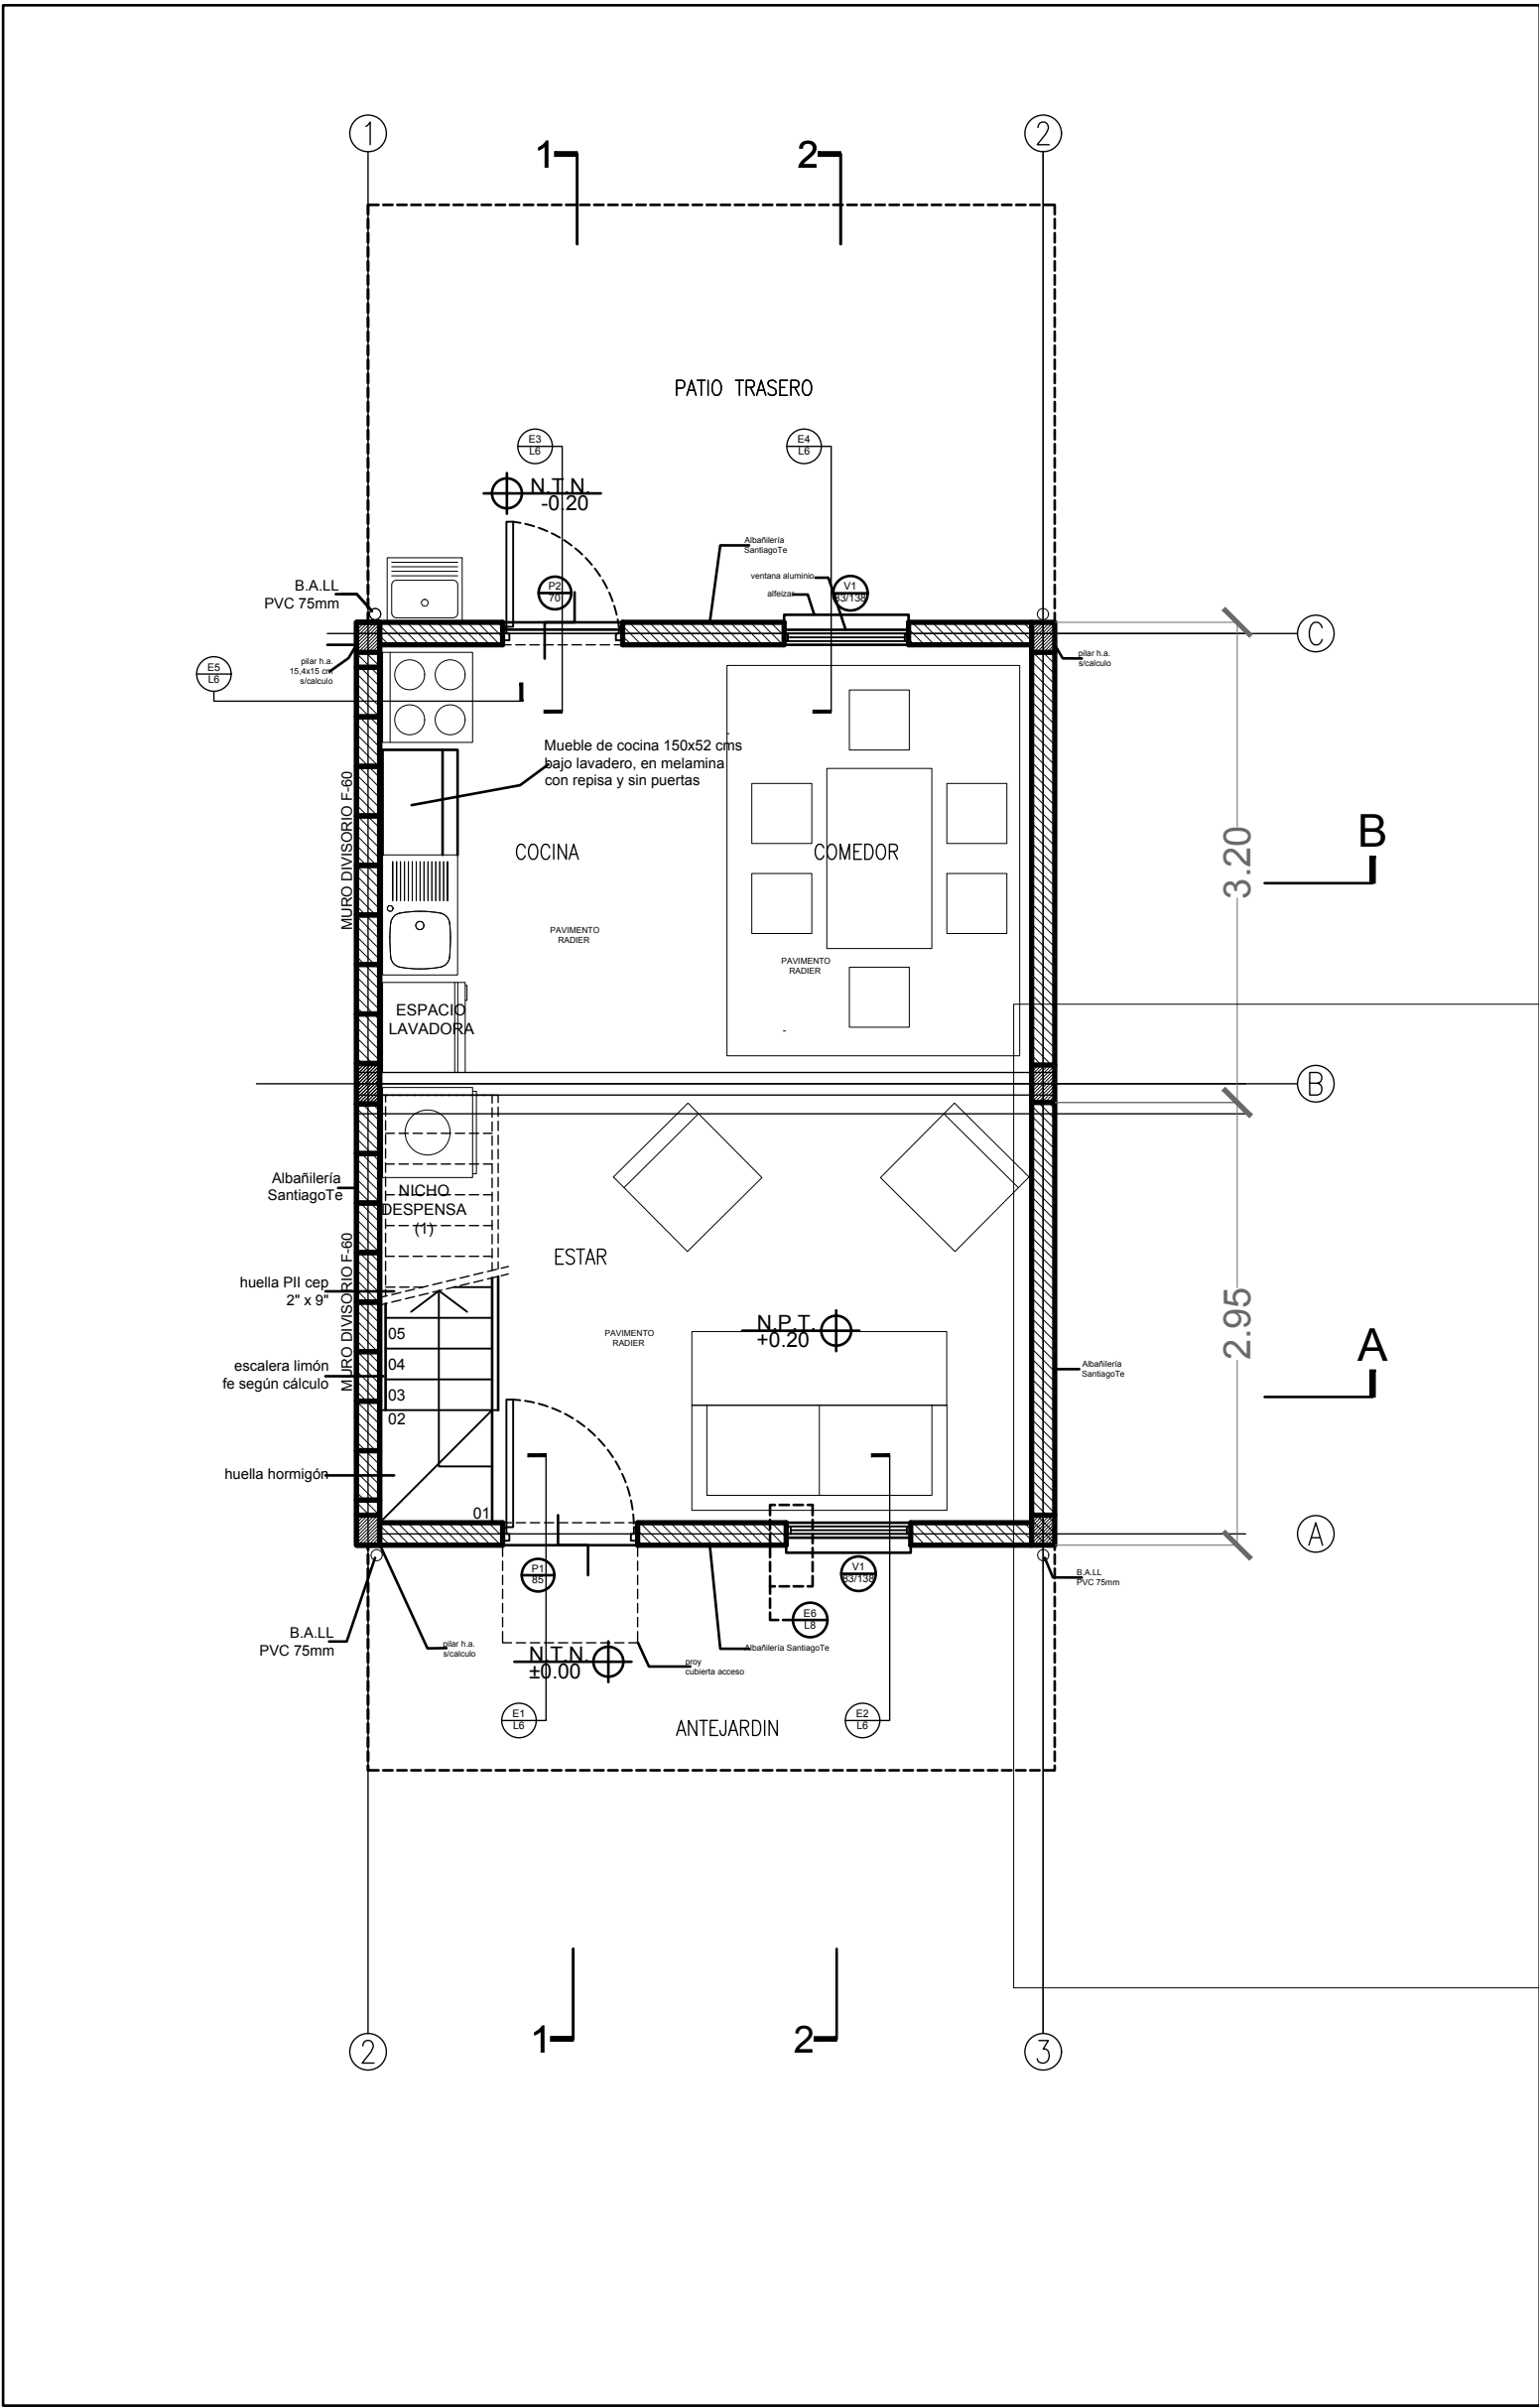 1
2
1
2
PATIO TRASERO
E3
L6
E4
L6
N.T.N.
-0.20
Albañilería
SantiagoTe
ventana aluminio
alfeizar
P2
70
V1
83/138
B.A.LL
PVC 75mm
C
pilar h.a.
15,4x15 cm
s/calculo
pilar h.a.
s/calculo
E5
L6
Mueble de cocina 150x52 cms
bajo lavadero, en melamina
con repisa y sin puertas
MURO DIVISORIO F-60
COCINA
COMEDOR
3.20
B
PAVIMENTO
RADIER
PAVIMENTO
RADIER
ESPACIO
LAVADORA
B
Albañilería
SantiagoTe
NICHO
DESPENSA
(1)
ESTAR
huella PII cep
2" x 9"
MURO DIVISORIO F-60
2.95
N.P.T.
+0.20
PAVIMENTO
RADIER
A
05
04
03
02
01
escalera limón
fe según cálculo
Albañilería
SantiagoTe
huella hormigón
A
P1
85
V1
83/138
B.A.LL
PVC 75mm
E6
L8
B.A.LL
PVC 75mm
pilar h.a.
s/calculo
Albañilería SantiagoTe
N.T.N.
±0.00
proy
cubierta acceso
E1
L6
E2
L6
ANTEJARDIN
1
2
2
3